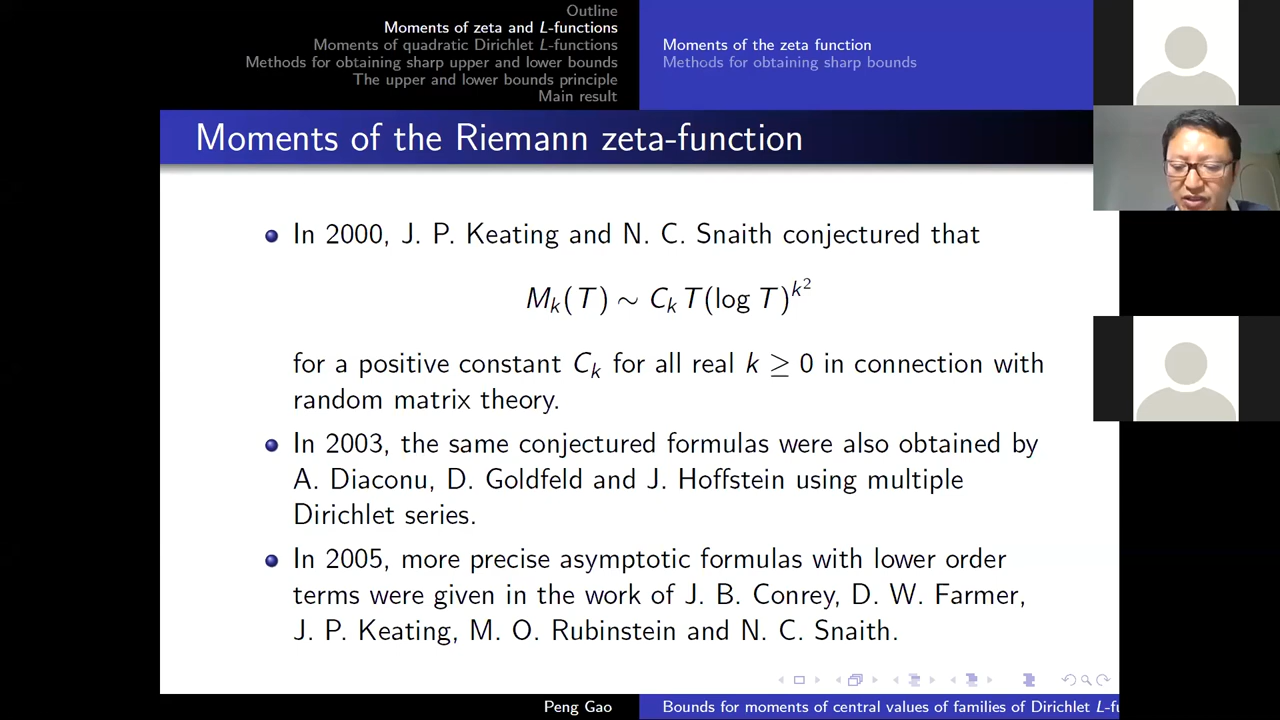 Outline
Moments of zeta and L-functions
Moments of quadratic Dirichlet L-functions
Methods for obtaining sharp upper and lower bounds
The upper and lower bounds principle
Main result
Moments of the zeta function
Methods for obtaining sharp bounds
Moments of the Riemann zeta-function
In 2000, J. P. Keating and N. C. Snaith conjectured that
M_k(T) ∼ C_k T(log T)^{k^2}
for a positive constant C_k for all real k ≥ 0 in connection with
random matrix theory.
In 2003, the same conjectured formulas were also obtained by
A. Diaconu, D. Goldfeld and J. Hoffstein using multiple
Dirichlet series.
In 2005, more precise asymptotic formulas with lower order
terms were given in the work of J. B. Conrey, D. W. Farmer,
J. P. Keating, M. O. Rubinstein and N. C. Snaith.
Peng Gao
Bounds for moments of central values of families of Dirichlet L-fu